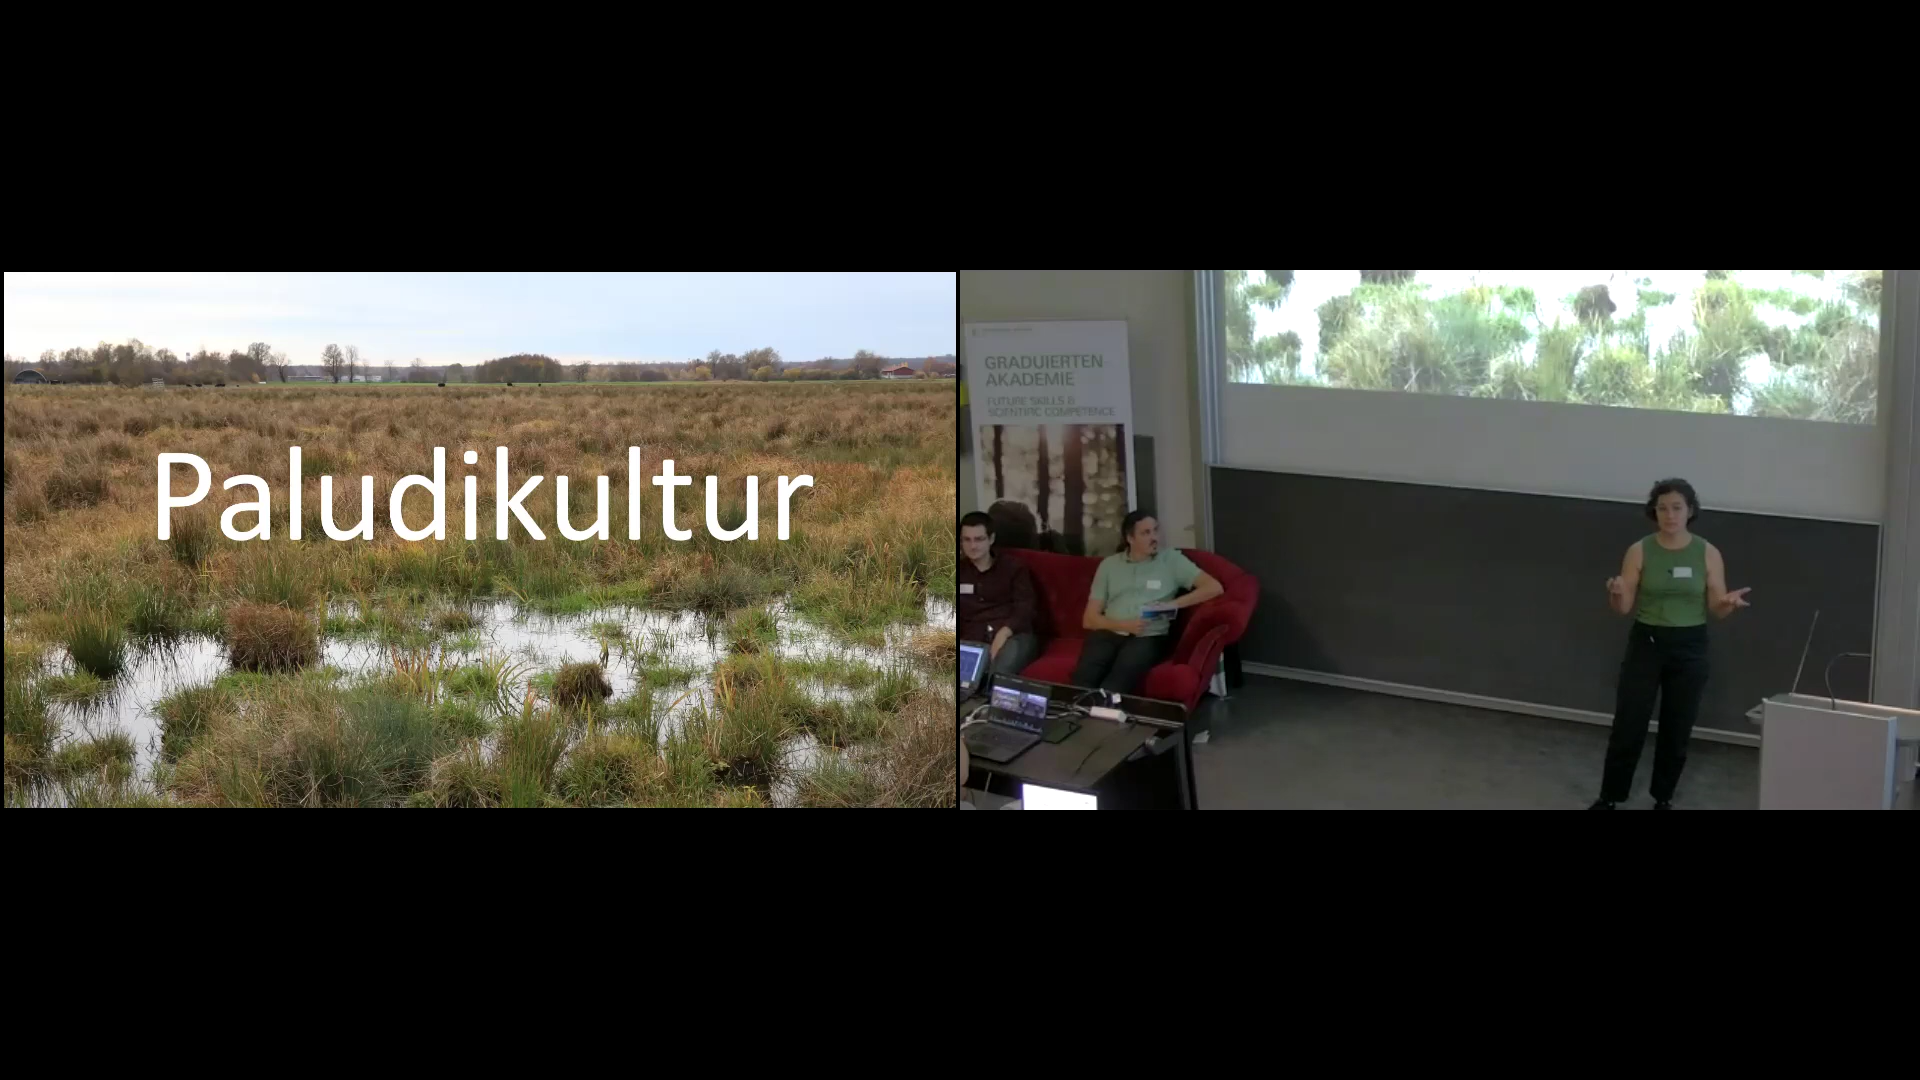 Paludikultur
GRADUIERTEN-
AKADEMIE
FUTURE SKILLS &
SCIENTIFIC COMPETENCE